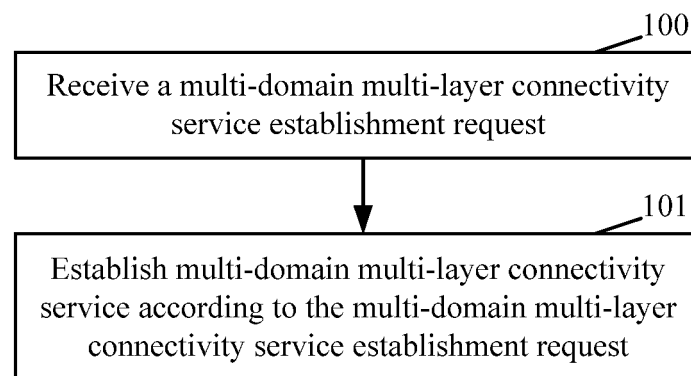 100
Receive a multi-domain multi-layer connectivity
service establishment request
101
Establish multi-domain multi-layer connectivity
service according to the multi-domain multi-layer
connectivity service establishment request